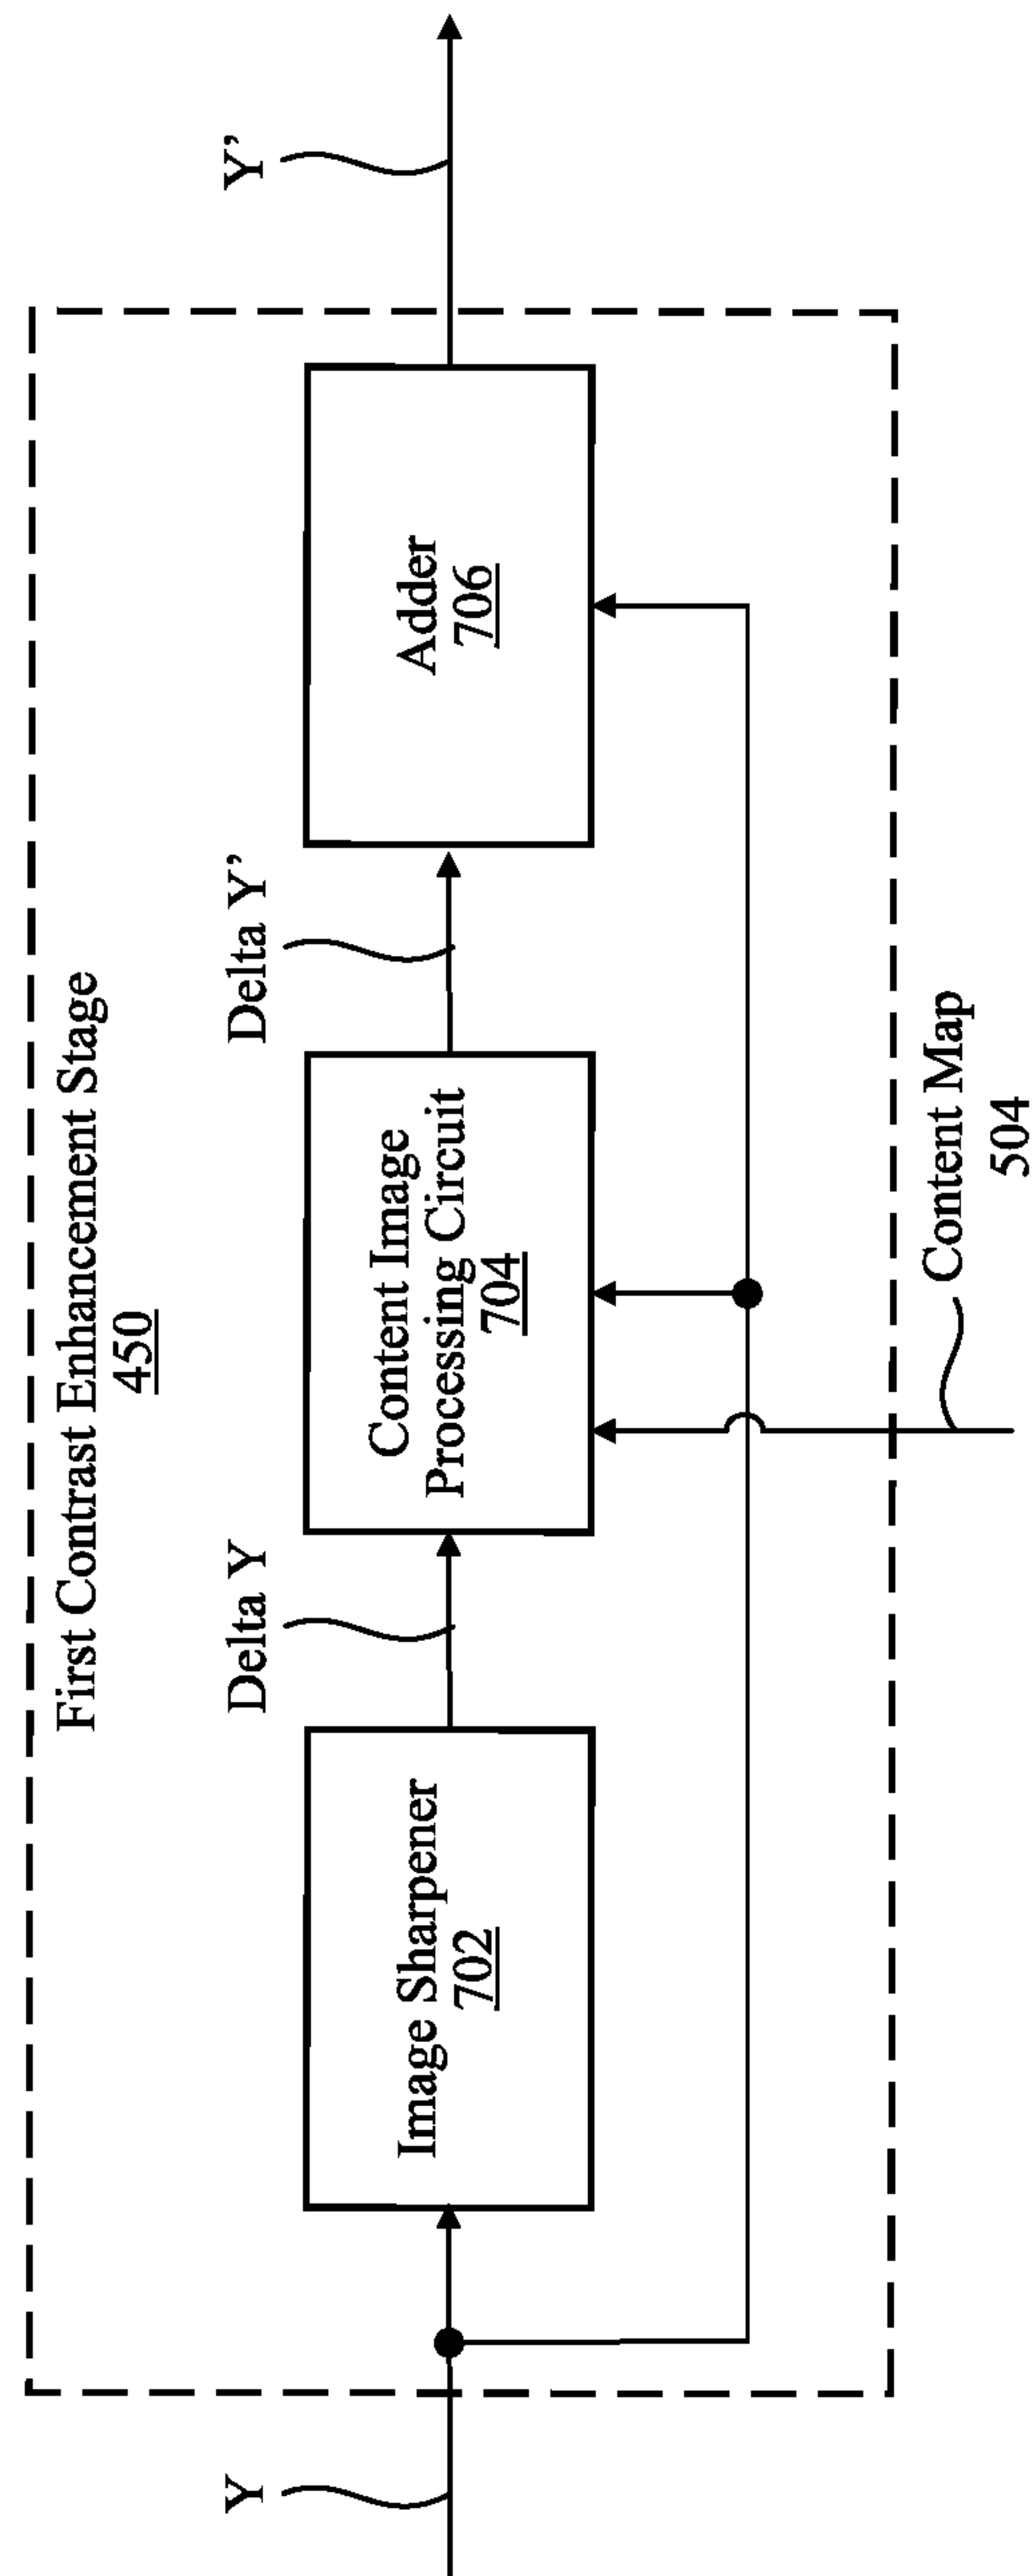 First Contrast Enhancement Stage
450
Y
Delta Y
Delta Y’
Y’
Image Sharpener
702
Content Image
Processing Circuit
704
Adder
706
Content Map
504